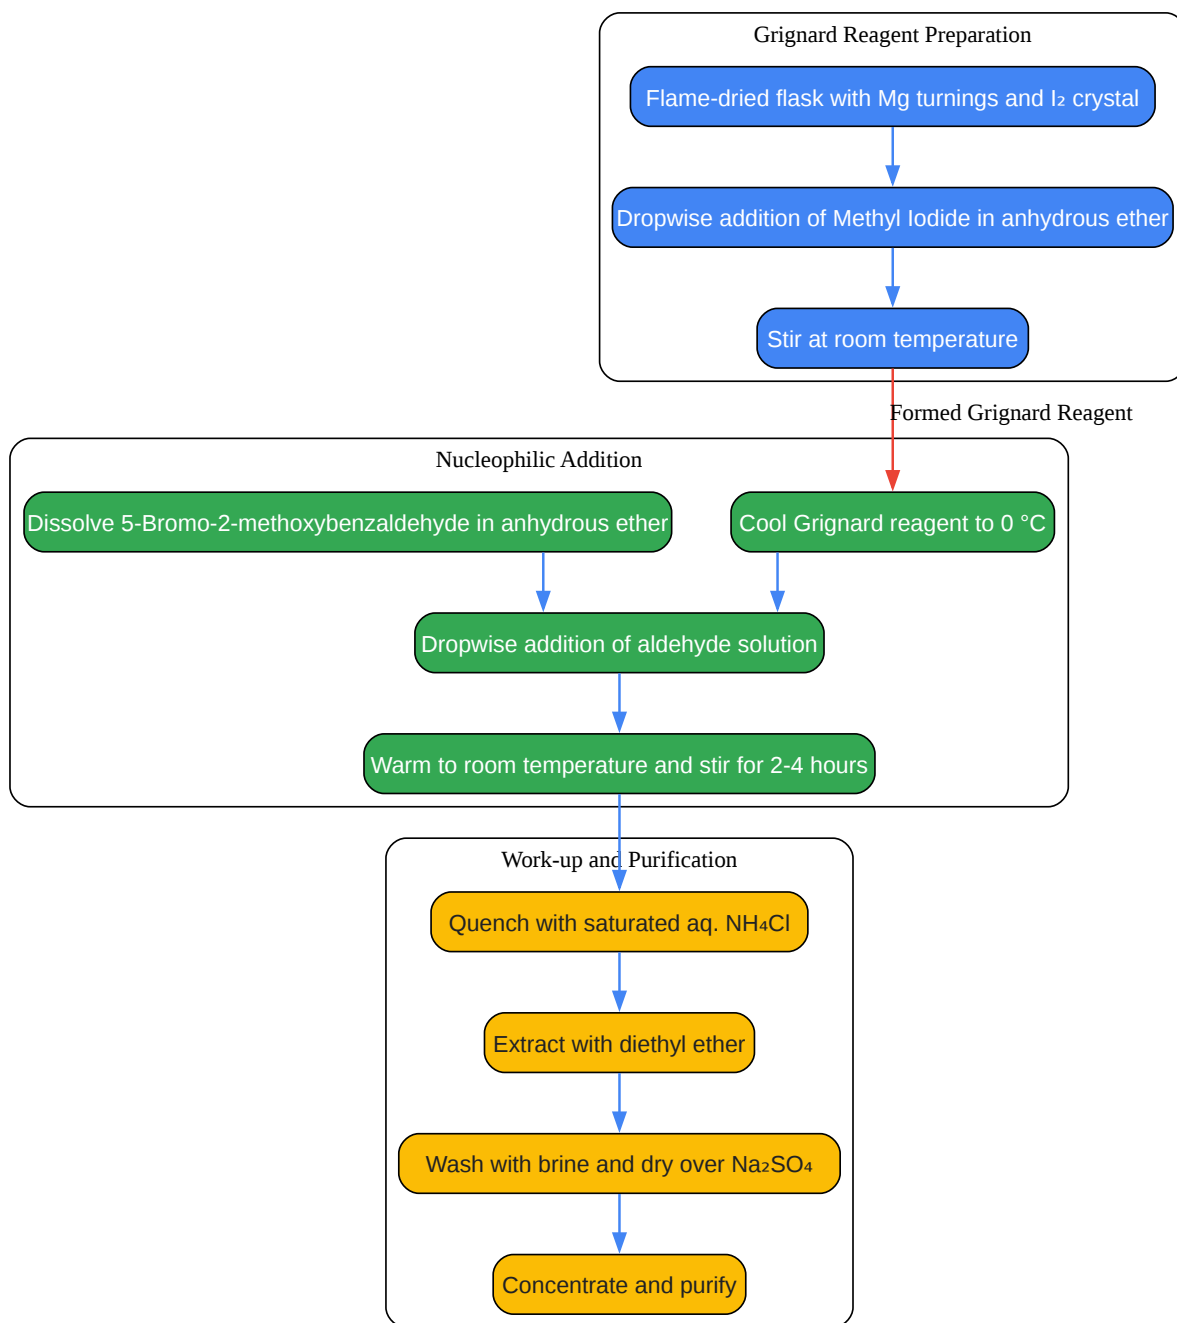 Grignard Reagent Preparation
Flame-dried flask with Mg turnings and I₂ crystal
Dropwise addition of Methyl Iodide in anhydrous ether
Stir at room temperature
Formed Grignard Reagent
Nucleophilic Addition
Dissolve 5-Bromo-2-methoxybenzaldehyde in anhydrous ether
Cool Grignard reagent to 0 °C
Dropwise addition of aldehyde solution
Warm to room temperature and stir for 2-4 hours
Work-up and Purification
Quench with saturated aq. NH₄Cl
Extract with diethyl ether
Wash with brine and dry over Na₂SO₄
Concentrate and purify